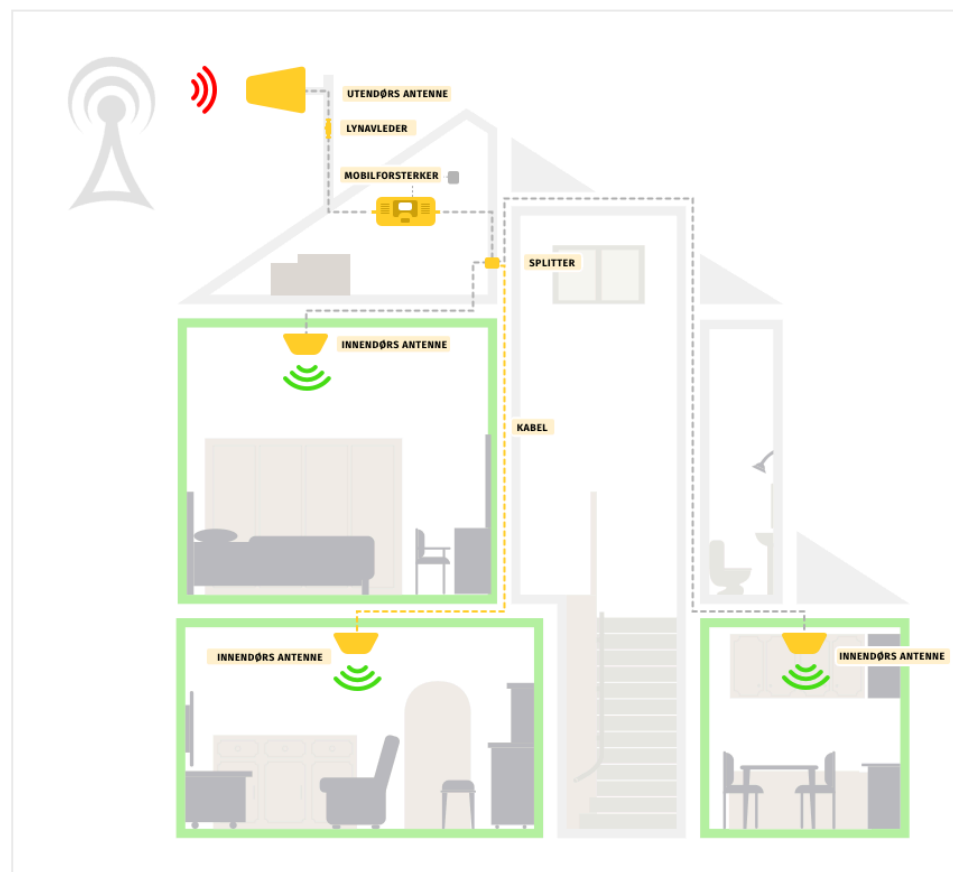 UTENDØRS ANTENNE
LYNAVLEDER
MOBILFORSTERKER
SPLITTER
INNENDØRS ANTENNE
KABEL
INNENDØRS ANTENNE
INNENDØRS ANTENNE